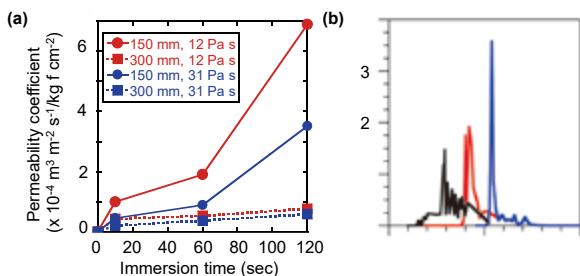 (a)
Permeability coefficient
(x 10⁻⁴ m³ m⁻² s⁻¹/kg f cm⁻²)
6
4
2
0
150 mm, 12 Pa s
300 mm, 12 Pa s
150 mm, 31 Pa s
300 mm, 31 Pa s
0 20 40 60 80 100 120
Immersion time (sec)
(b)
3
2